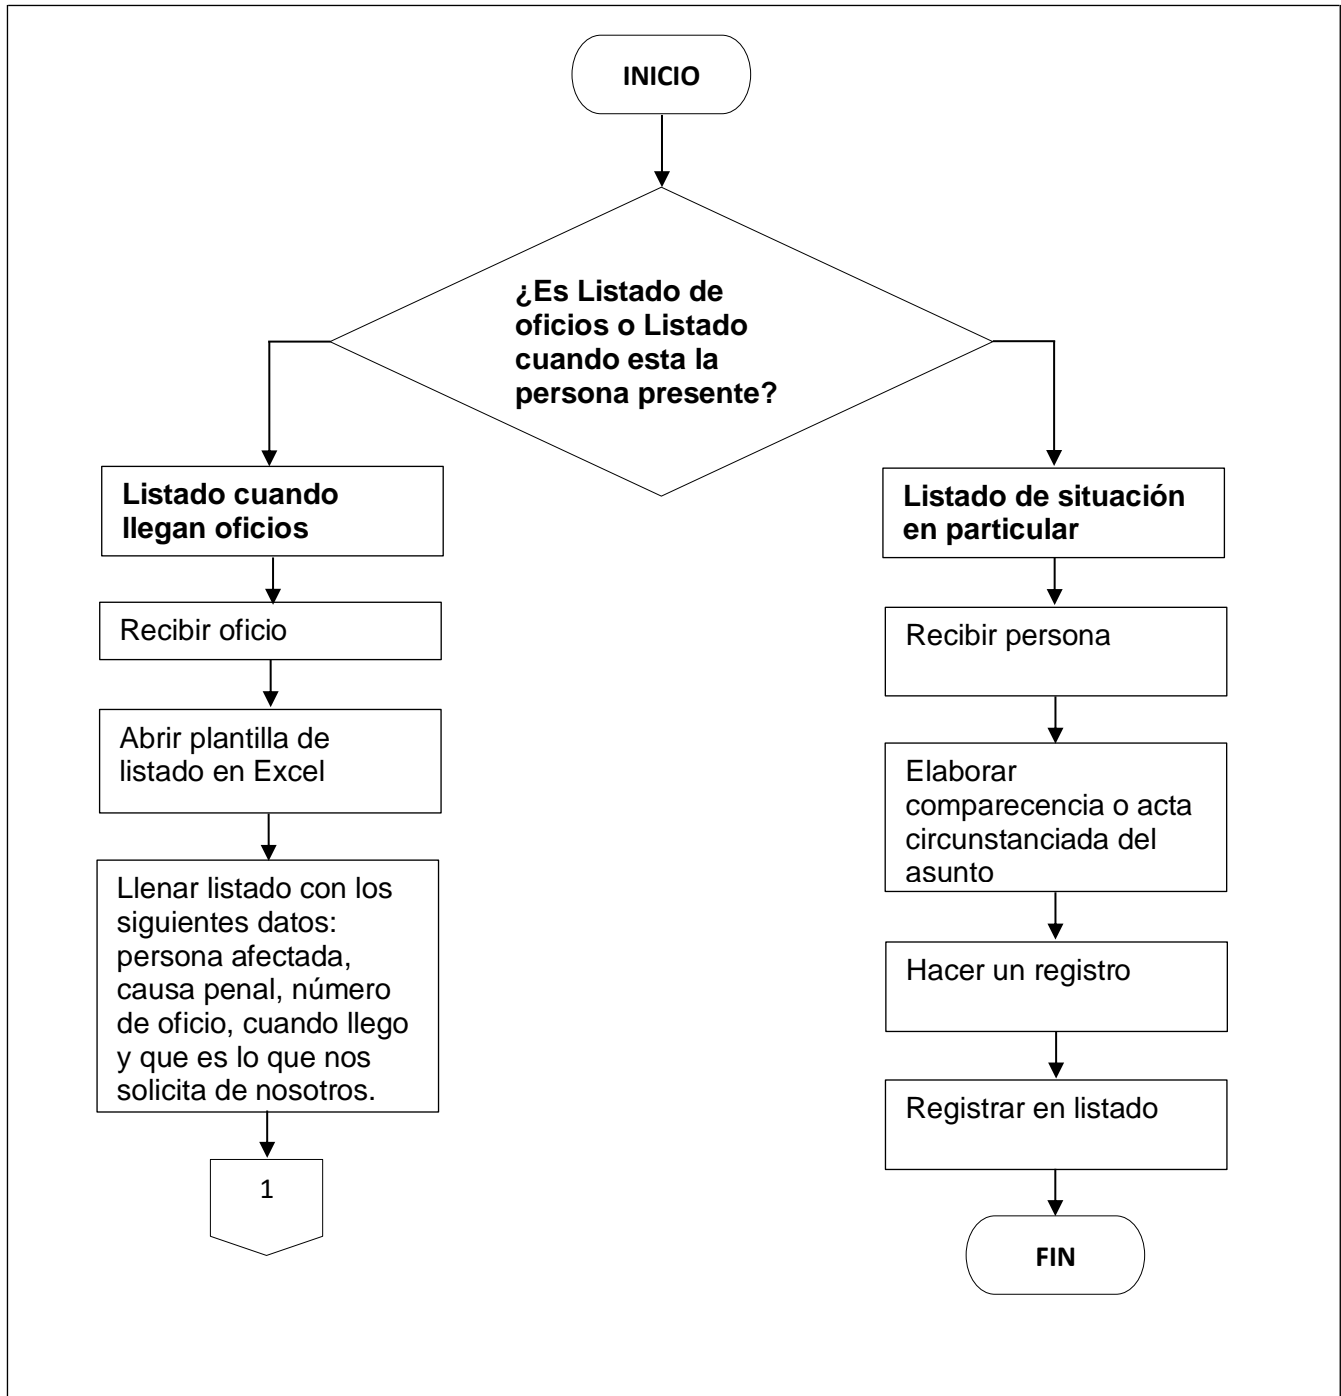 INICIO
¿Es Listado de
oficios o Listado
cuando esta la
persona presente?
Listado cuando
llegan oficios
Recibir oficio
Abrir plantilla de
listado en Excel
Llenar listado con los
siguientes datos:
persona afectada,
causa penal, número
de oficio, cuando llego
y que es lo que nos
solicita de nosotros.
1
Listado de situación
en particular
Recibir persona
Elaborar
comparecencia o acta
circunstanciada del
asunto
Hacer un registro
Registrar en listado
FIN